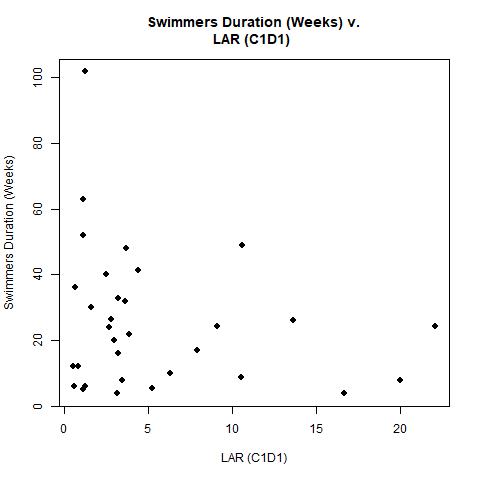 Swimmers Duration (Weeks) v.
LAR (C1D1)
Swimmers Duration (Weeks)
100
80
60
40
20
0
0 5 10 15 20
LAR (C1D1)